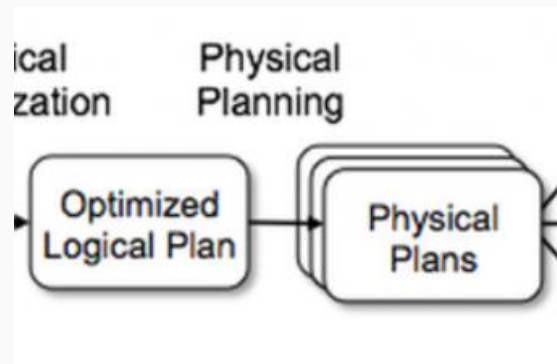 ical
zation
Physical
Planning
Optimized
Logical Plan
Physical
Plans